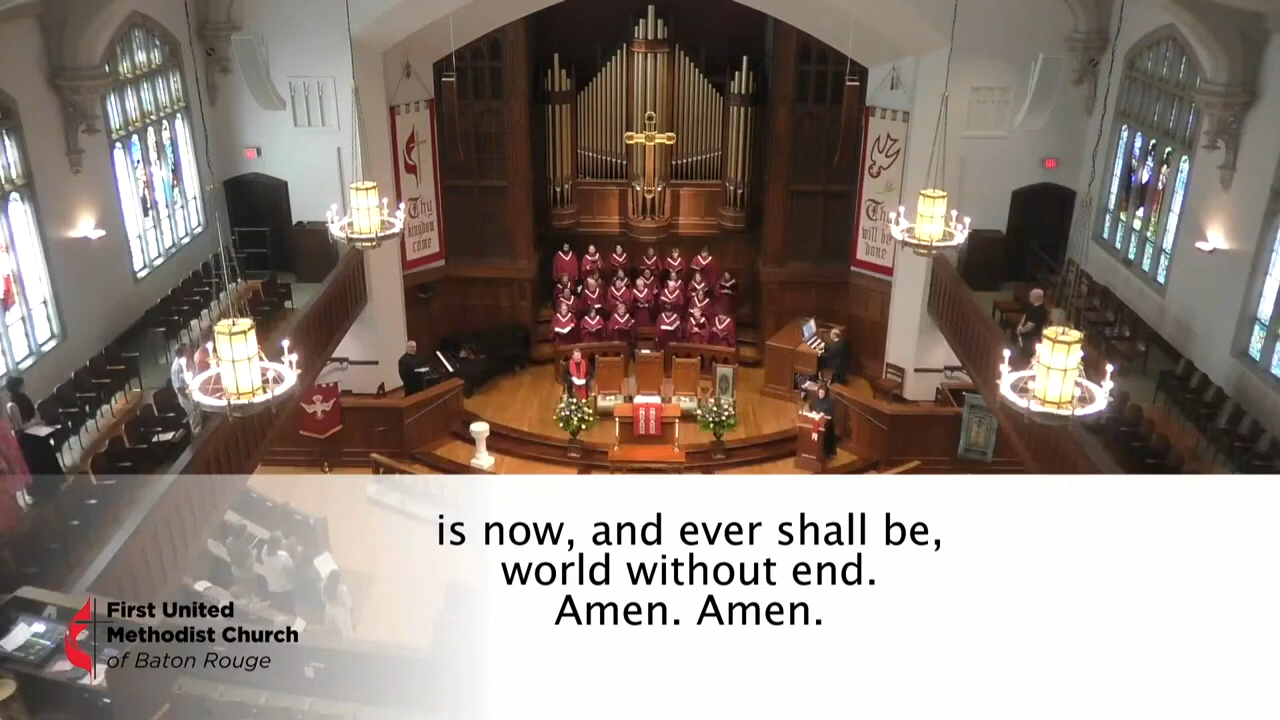 Thy
kingdom
come
Thy
will be
done
is now, and ever shall be,
world without end.
Amen. Amen.
First United
Methodist Church
of Baton Rouge